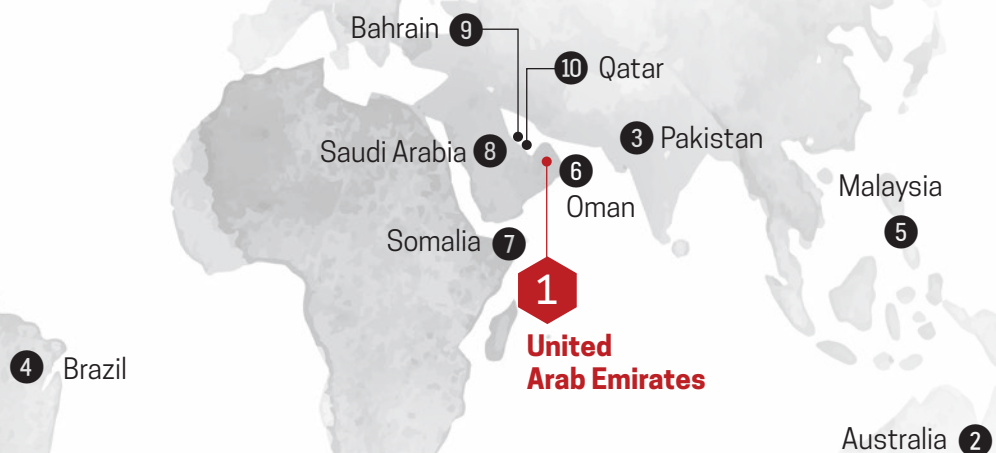 Bahrain 9
10 Qatar
3 Pakistan
Saudi Arabia 8
6
Oman
Malaysia
5
Somalia 7
1
United
Arab Emirates
4 Brazil
Australia 2